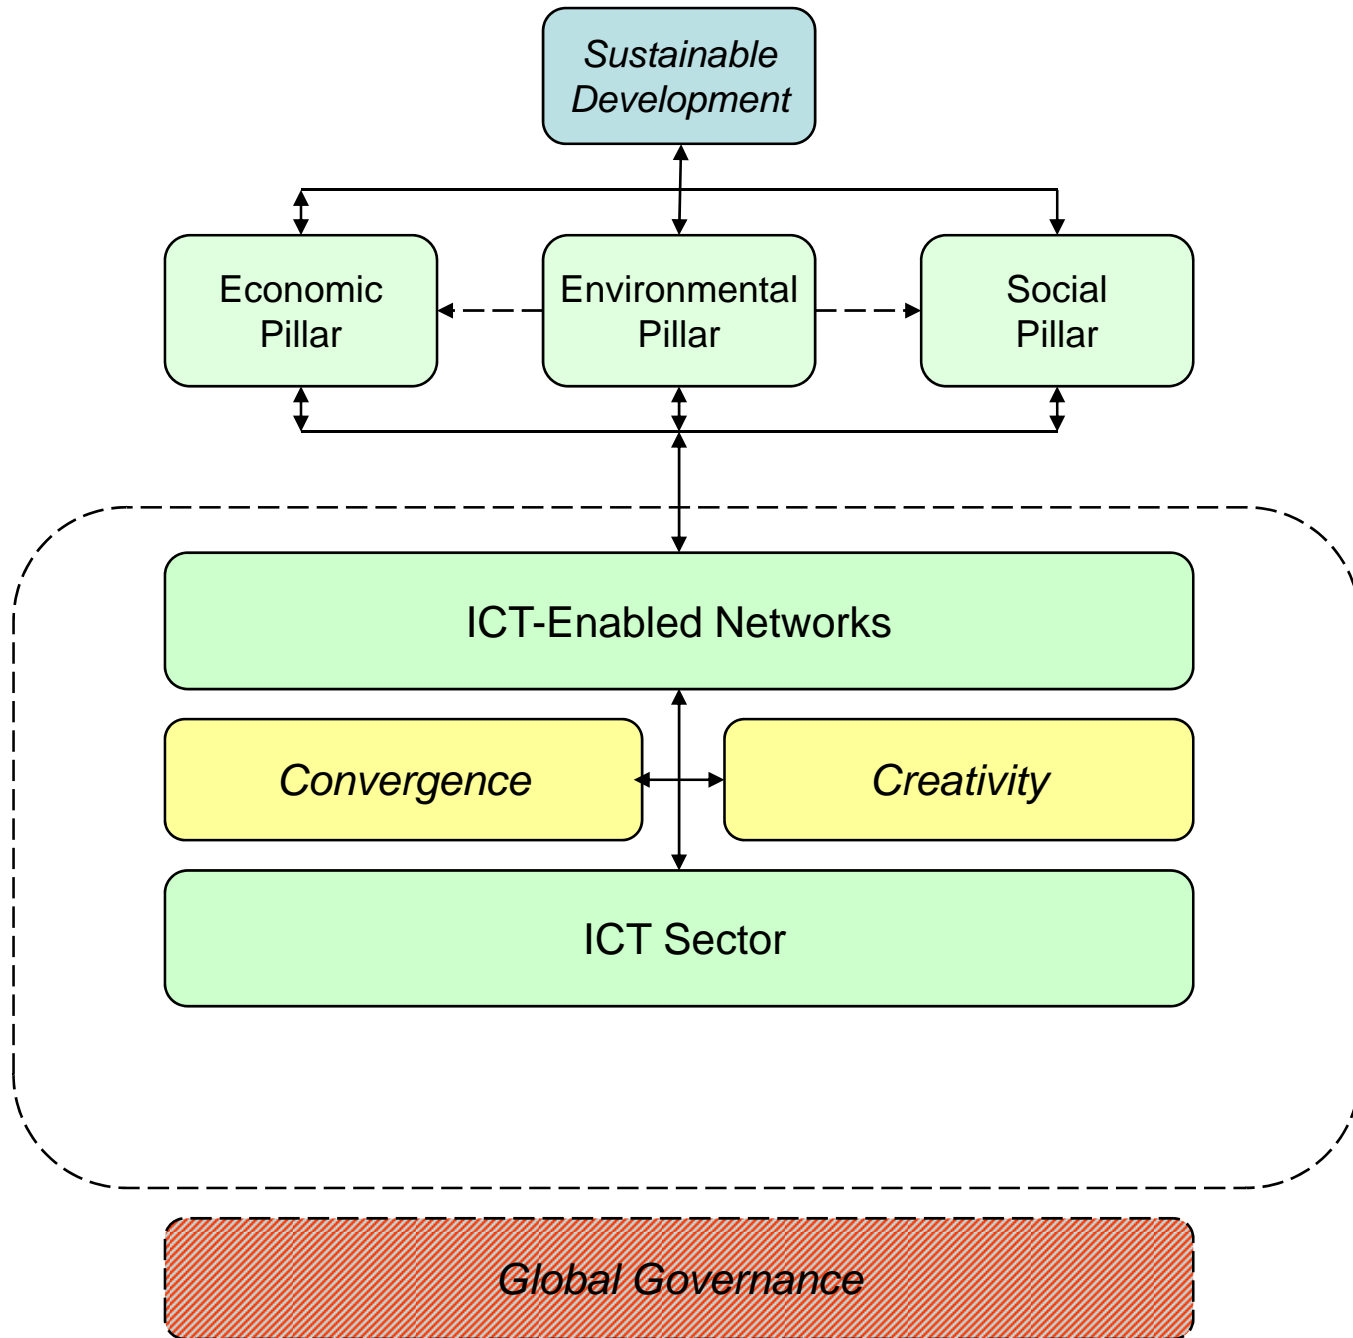 Sustainable
Development
Economic
Pillar
Environmental
Pillar
Social
Pillar
ICT-Enabled Networks
Convergence
Creativity
ICT Sector
Global Governance